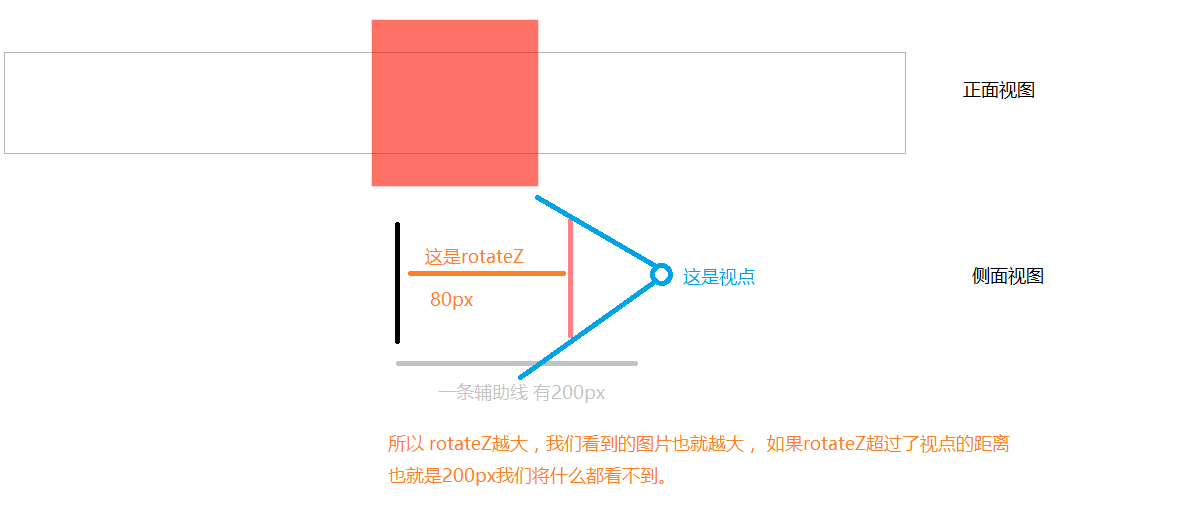 正面视图
这是rotateZ
80px
这是视点
侧面视图
一条辅助线 有200px
所以 rotateZ越大，我们看到的图片也就越大， 如果rotateZ超过了视点的距离
也就是200px我们将什么都看不到。